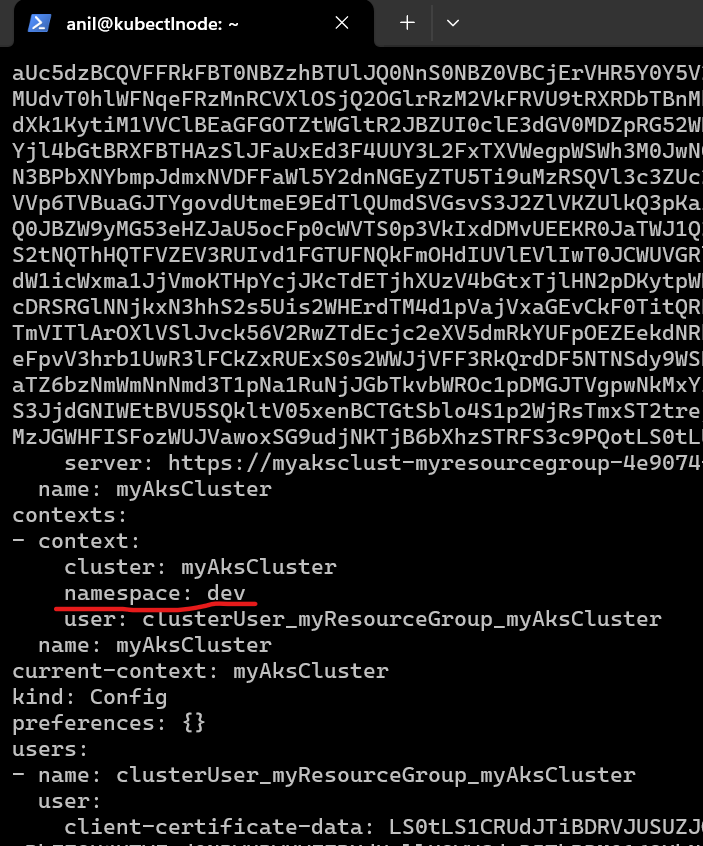 anil@kubectlnode: ~
aUc5dzBCQVFFRkFBT0NBZzhBTUlJQ0NnS0NBZ0VBCjErVHR5Y0Y5V
MUdvT0hlWFNqeFRzMnRCVXlOSjQ2OGlrRzM2VkFRVU9tRXRDbTBnM
dXk1KytiM1VVClBEaGFGOTZtWGltR2JBZUI0clE3dGV0MDZpRG52W
Yjl4bGtBRXFBTHAzSlJFaUxEd3F4UUY3L2FxTXVWegpWSWh3M0JwN
N3BPbXNYbmpJdmxNVDFFaWl5Y2dnNGEyZTU5Ti9uMzRSQVl3c3ZUc
VVp6TVBuaGJTYgovdUtmeE9EdTlQUmdSVGsvS3J2ZlVKZUlkQ3pKa
Q0JBZW9yMG53eHZJaU5ocFp0cWVTS0p3VkIxdDMvUEEKR0JaTWJ1Q
S2tNQThHQTFVZEV3RUIvd1FGTUFNQkFmOHdIUVlEVlIwT0JCWUVGR
dW1icWxma1JjVmoKTHpYcjJKcTdETjhXUzV4bGtxTjlHN2pDKytpW
cDRSRGlNNjkxN3hhS2s5Uis2WHErdTM4d1pVajVxaGEvCkF0TitQR
TmVITlArOXlVSlJvck56V2RwZTdEcjc2eXV5dmRkYUFpOEZEekdNR
eFpvV3hrb1UwR3lFCkZxRUExS0s2WWJjVFF3RkQrdDF5NTNSdy9WS
aTZ6bzNmWmNnNmd3T1pNa1RuNjJGbTkvbWROc1pDMGJTVgpwNkMxY
S3JjdGNIWEtBVU5SQkltV05xenBCTGtSblo4S1p2WjRsTmxST2tre
MzJGWHFISFozWUJVawoxSG9udjNKTjB6bXhzSTRFS3c9PQotLS0tL
server: https://myaksclust-myresourcegroup-4e9074
name: myAksCluster
contexts:
- context:
cluster: myAksCluster
namespace: dev
user: clusterUser_myResourceGroup_myAksCluster
name: myAksCluster
current-context: myAksCluster
kind: Config
preferences: {}
users:
- name: clusterUser_myResourceGroup_myAksCluster
user:
client-certificate-data: LS0tLS1CRUdJTiBDRVJUSUZJ